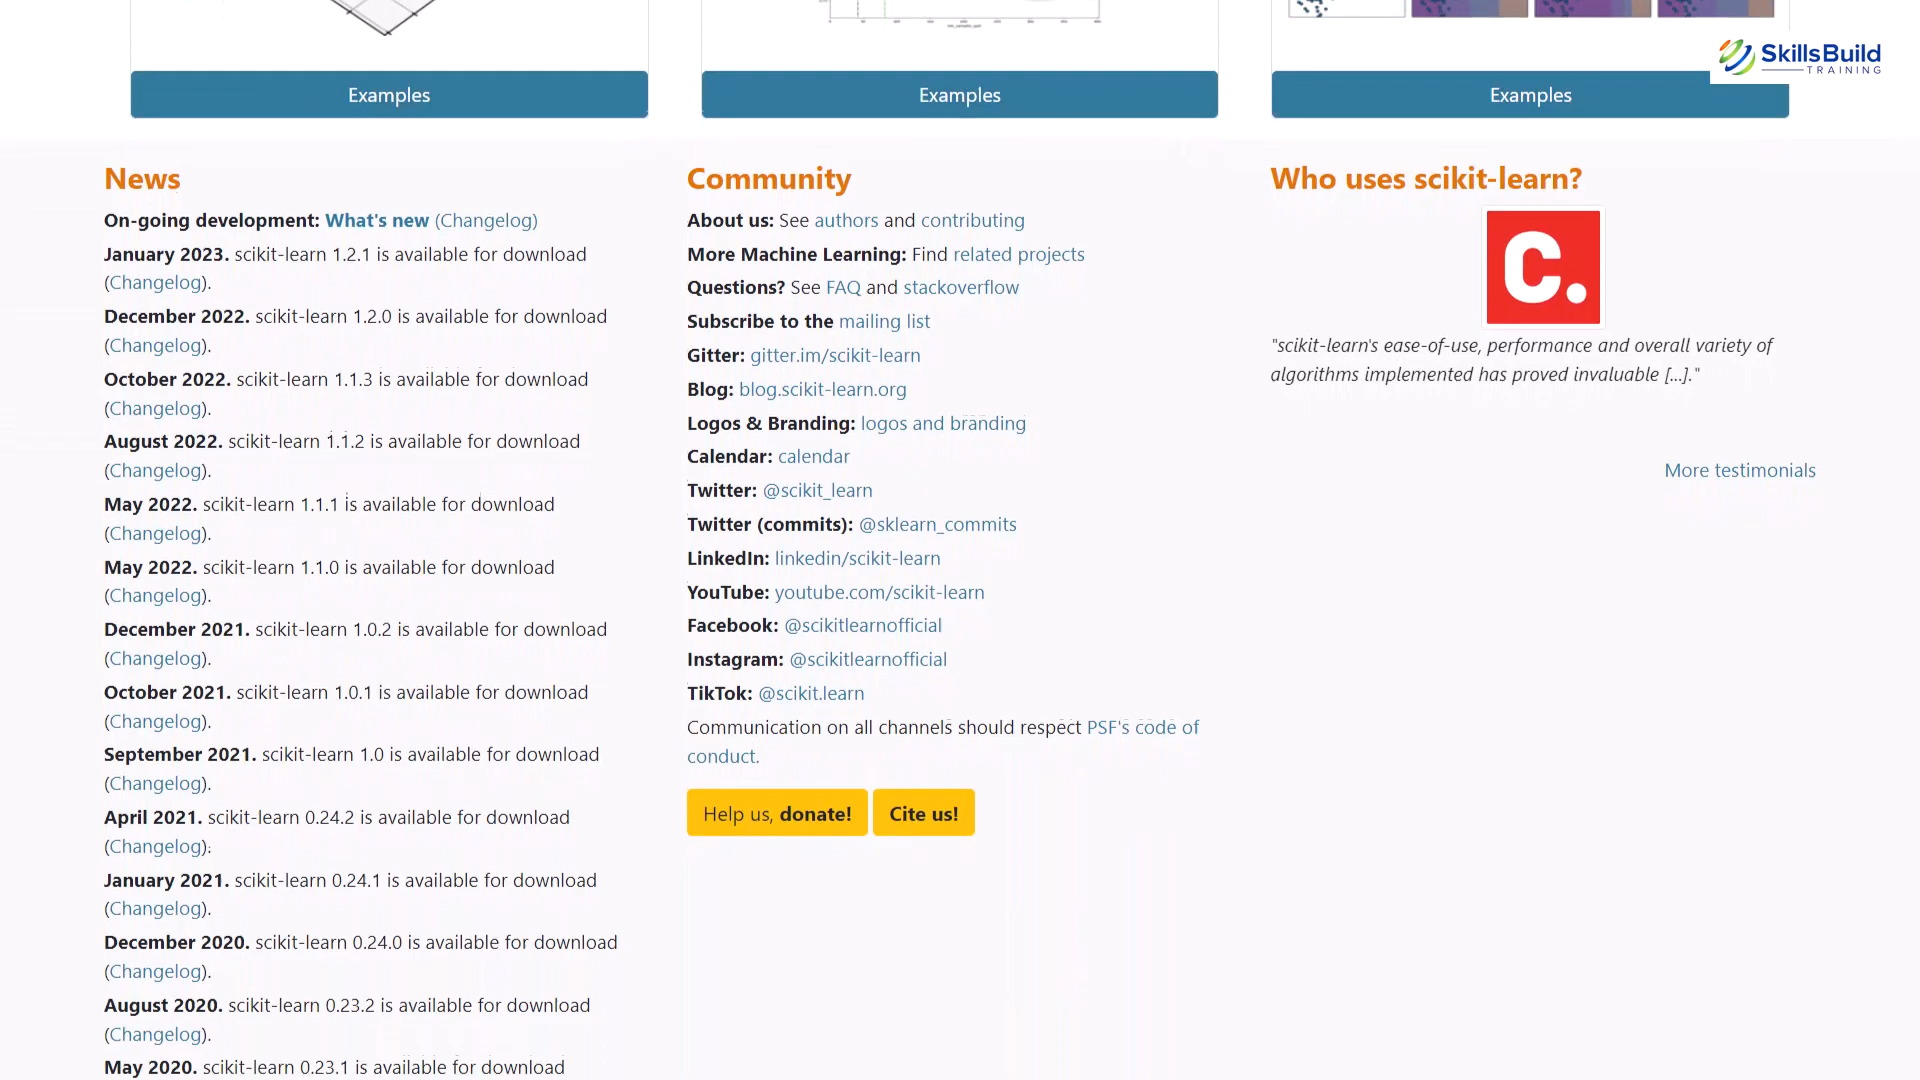 SkillsBuild
TRAINING
Examples
Examples
Examples
News
On-going development: What's new (Changelog)
January 2023. scikit-learn 1.2.1 is available for download
(Changelog).
December 2022. scikit-learn 1.2.0 is available for download
(Changelog).
October 2022. scikit-learn 1.1.3 is available for download
(Changelog).
August 2022. scikit-learn 1.1.2 is available for download
(Changelog).
May 2022. scikit-learn 1.1.1 is available for download
(Changelog).
May 2022. scikit-learn 1.1.0 is available for download
(Changelog).
December 2021. scikit-learn 1.0.2 is available for download
(Changelog).
October 2021. scikit-learn 1.0.1 is available for download
(Changelog).
September 2021. scikit-learn 1.0 is available for download
(Changelog).
April 2021. scikit-learn 0.24.2 is available for download
(Changelog).
January 2021. scikit-learn 0.24.1 is available for download
(Changelog).
December 2020. scikit-learn 0.24.0 is available for download
(Changelog).
August 2020. scikit-learn 0.23.2 is available for download
(Changelog).
May 2020. scikit-learn 0.23.1 is available for download
Community
About us: See authors and contributing
More Machine Learning: Find related projects
Questions? See FAQ and stackoverflow
Subscribe to the mailing list
Gitter: gitter.im/scikit-learn
Blog: blog.scikit-learn.org
Logos & Branding: logos and branding
Calendar: calendar
Twitter: @scikit_learn
Twitter (commits): @sklearn_commits
LinkedIn: linkedin/scikit-learn
YouTube: youtube.com/scikit-learn
Facebook: @scikitlearnofficial
Instagram: @scikitlearnofficial
TikTok: @scikit.learn
Communication on all channels should respect PSF's code of
conduct.
Help us, donate! Cite us!
Who uses scikit-learn?
C.
"scikit-learn's ease-of-use, performance and overall variety of
algorithms implemented has proved invaluable [...]."
More testimonials